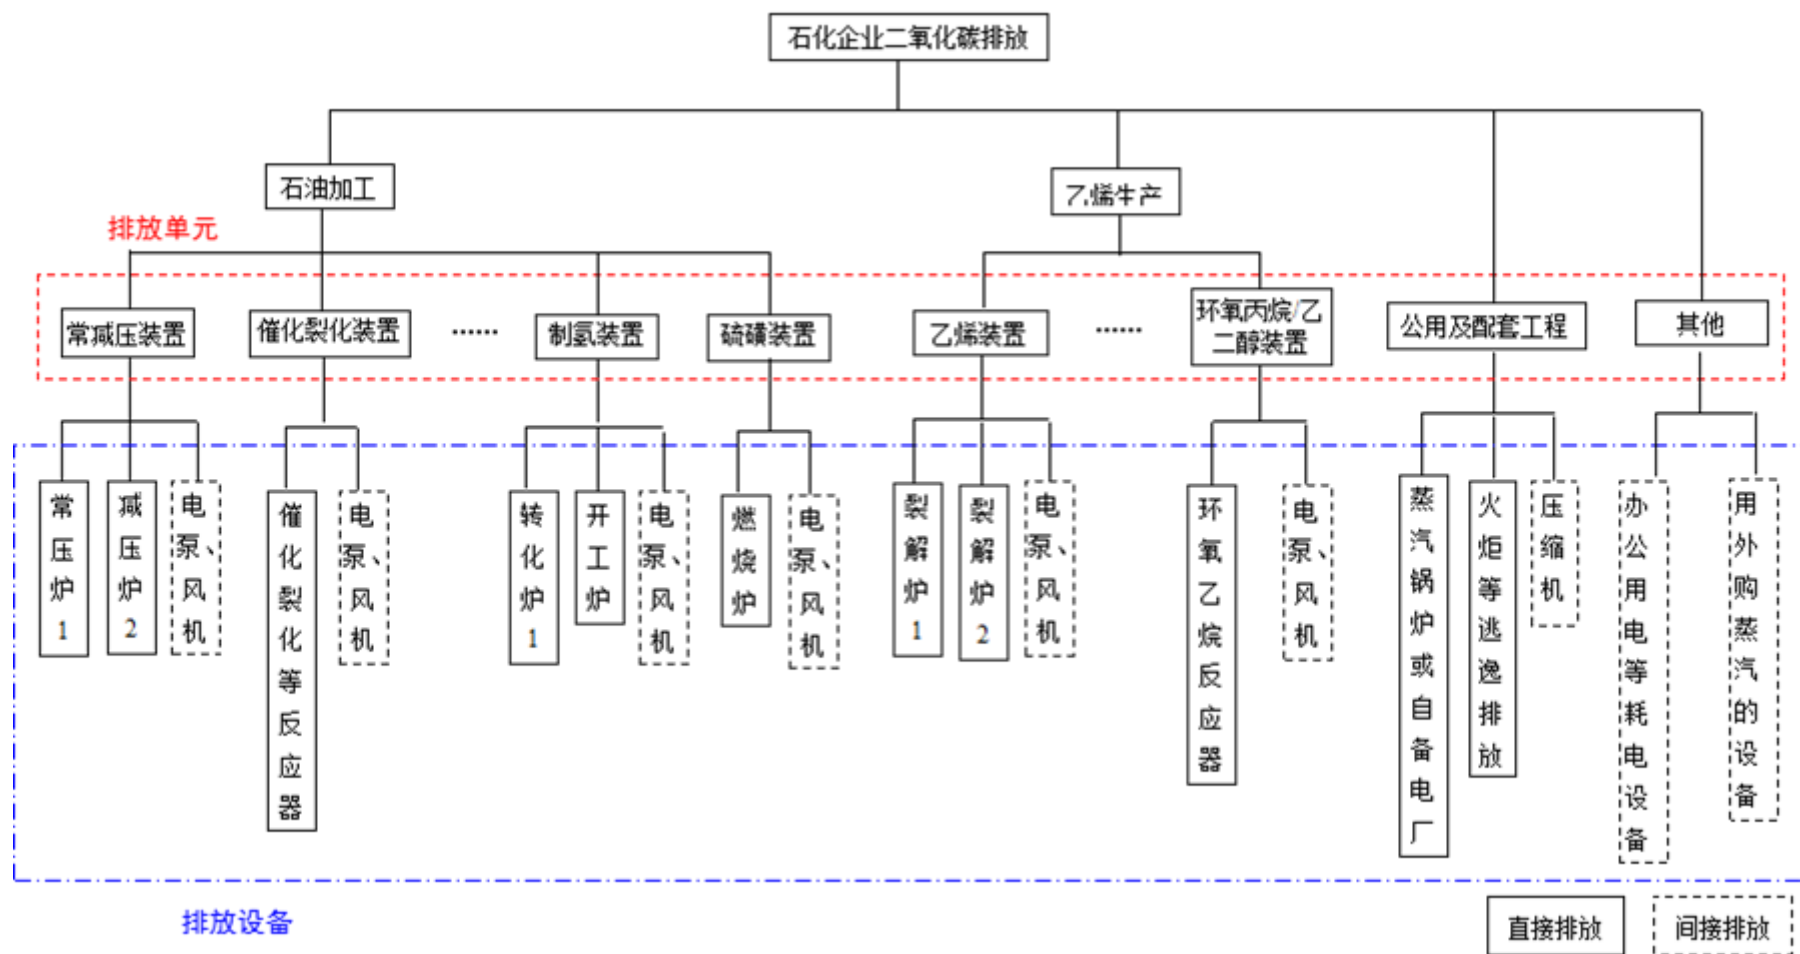 石化企业二氧化碳排放
石油加工
乙烯生产
排放单元
常减压装置
催化裂化装置
......
制氢装置
硫磺装置
乙烯装置
......
环氧丙烷/乙
二醇装置
公用及配套工程
其他
常压炉1
减压炉2
电泵、风机
催化裂化等反应器
电泵、风机
转化炉1
开工炉
电泵、风机
燃烧炉
电泵、风机
裂解炉1
裂解炉2
电泵、风机
环氧乙烷反应器
电泵、风机
蒸汽锅炉或自备电厂
火炬等逃逸排放
压缩机
办公用电等耗电设备
用外购蒸汽的设备
排放设备
直接排放
间接排放